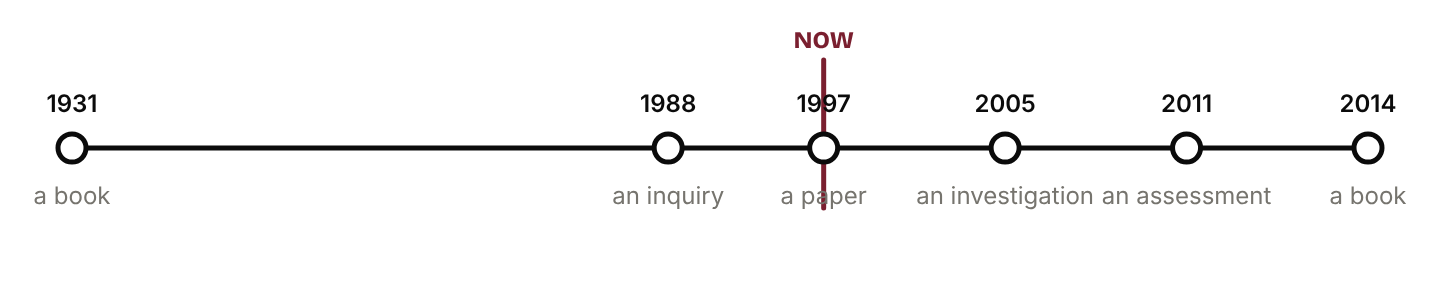 NOW
1931 1988 1997 2005 2011 2014
a book an inquiry a paper an investigation an assessment a book